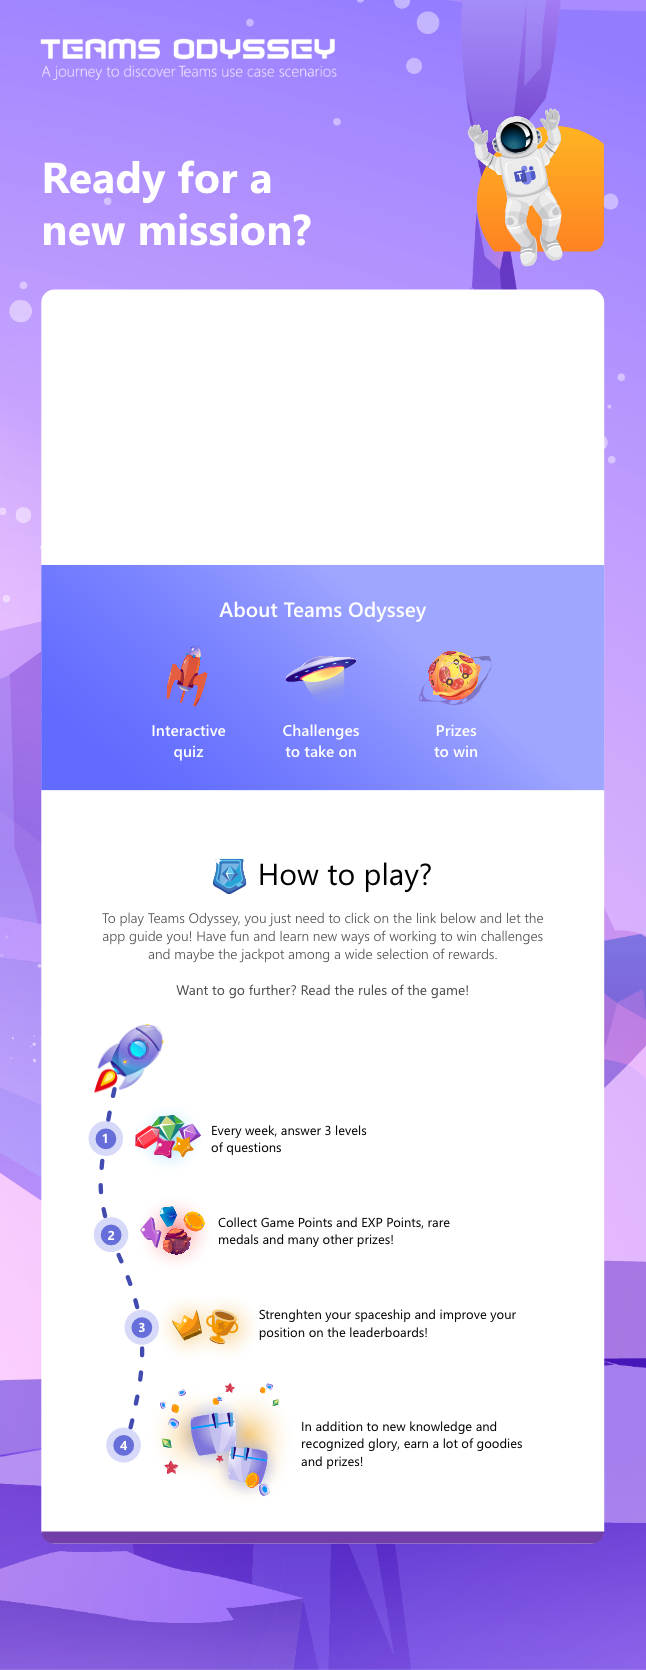 TEAMS ODYSSEY
A journey to discover Teams use case scenarios
Ready for a
new mission?
About Teams Odyssey
Interactive
quiz
Challenges
to take on
Prizes
to win
How to play?
To play Teams Odyssey, you just need to click on the link below and let the
app guide you! Have fun and learn new ways of working to win challenges
and maybe the jackpot among a wide selection of rewards.
Want to go further? Read the rules of the game!
1
Every week, answer 3 levels
of questions
2
Collect Game Points and EXP Points, rare
medals and many other prizes!
3
Strenghten your spaceship and improve your
position on the leaderboards!
4
In addition to new knowledge and
recognized glory, earn a lot of goodies
and prizes!